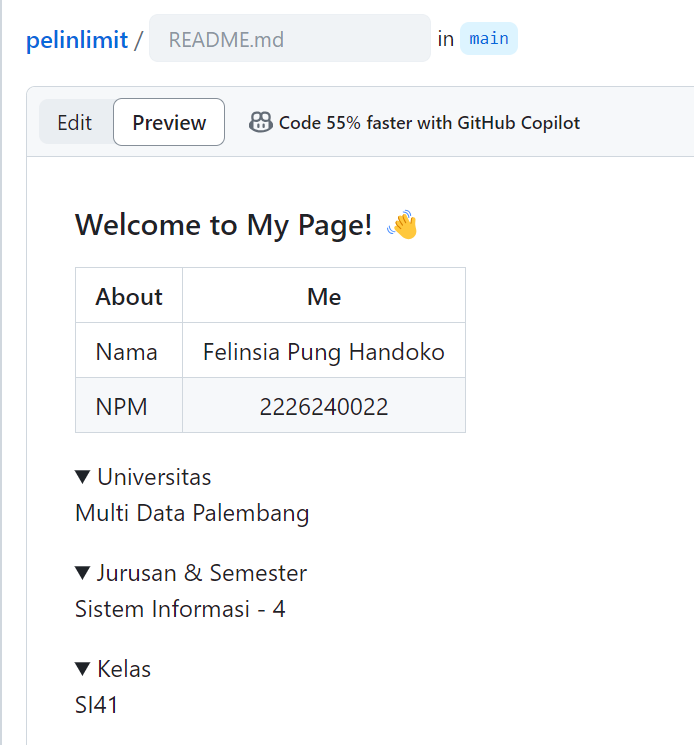 pelinlimit / README.md in main
Edit Preview Code 55% faster with GitHub Copilot
Welcome to My Page! 👋
About Me
Nama Felinsia Pung Handoko
NPM 2226240022
▼ Universitas
Multi Data Palembang
▼ Jurusan & Semester
Sistem Informasi - 4
▼ Kelas
SI41